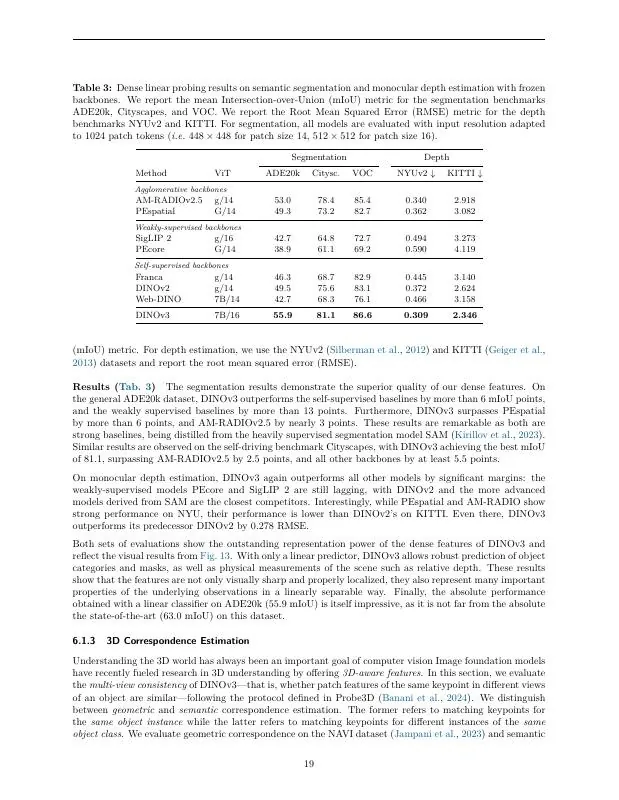 Table 3: Dense linear probing results on semantic segmentation and monocular depth estimation with frozen
backbones. We report the mean Intersection-over-Union (mIoU) metric for the segmentation benchmarks
ADE20k, Cityscapes, and VOC. We report the Root Mean Squared Error (RMSE) metric for the depth
benchmarks NYUv2 and KITTI. For segmentation, all models are evaluated with input resolution adapted
to 1024 patch tokens (i.e. 448 × 448 for patch size 14, 512 × 512 for patch size 16).
Segmentation Depth
Method ViT ADE20k Citysc. VOC NYUv2 ↓ KITTI ↓
Agglomerative backbones
AM-RADIOv2.5 g/14 53.0 78.4 85.4 0.340 2.918
PEspatial G/14 49.3 73.2 82.7 0.362 3.082
Weakly-supervised backbones
SigLIP 2 g/16 42.7 64.8 72.7 0.494 3.273
PEcore G/14 38.9 61.1 69.2 0.590 4.119
Self-supervised backbones
Franca g/14 46.3 68.7 82.9 0.445 3.140
DINOv2 g/14 49.5 75.6 83.1 0.372 2.624
Web-DINO 7B/14 42.7 68.3 76.1 0.466 3.158
DINOv3 7B/16 55.9 81.1 86.6 0.309 2.346
(mIoU) metric. For depth estimation, we use the NYUv2 (Silberman et al., 2012) and KITTI (Geiger et al.,
2013) datasets and report the root mean squared error (RMSE).
Results (Tab. 3) The segmentation results demonstrate the superior quality of our dense features. On
the general ADE20k dataset, DINOv3 outperforms the self-supervised baselines by more than 6 mIoU points,
and the weakly supervised baselines by more than 13 points. Furthermore, DINOv3 surpasses PEspatial
by more than 6 points, and AM-RADIOv2.5 by nearly 3 points. These results are remarkable as both are
strong baselines, being distilled from the heavily supervised segmentation model SAM (Kirillov et al., 2023).
Similar results are observed on the self-driving benchmark Cityscapes, with DINOv3 achieving the best mIoU
of 81.1, surpassing AM-RADIOv2.5 by 2.5 points, and all other backbones by at least 5.5 points.
On monocular depth estimation, DINOv3 again outperforms all other models by significant margins: the
weakly-supervised models PEcore and SigLIP 2 are still lagging, with DINOv2 and the more advanced
models derived from SAM are the closest competitors. Interestingly, while PEspatial and AM-RADIO show
strong performance on NYU, their performance is lower than DINOv2's on KITTI. Even there, DINOv3
outperforms its predecessor DINOv2 by 0.278 RMSE.
Both sets of evaluations show the outstanding representation power of the dense features of DINOv3 and
reflect the visual results from Fig. 13. With only a linear predictor, DINOv3 allows robust prediction of object
categories and masks, as well as physical measurements of the scene such as relative depth. These results
show that the features are not only visually sharp and properly localized, they also represent many important
properties of the underlying observations in a linearly separable way. Finally, the absolute performance
obtained with a linear classifier on ADE20k (55.9 mIoU) is itself impressive, as it is not far from the absolute
the state-of-the-art (63.0 mIoU) on this dataset.
6.1.3 3D Correspondence Estimation
Understanding the 3D world has always been an important goal of computer vision Image foundation models
have recently fueled research in 3D understanding by offering 3D-aware features. In this section, we evaluate
the multi-view consistency of DINOv3—that is, whether patch features of the same keypoint in different views
of an object are similar—following the protocol defined in Probe3D (Banani et al., 2024). We distinguish
between geometric and semantic correspondence estimation. The former refers to matching keypoints for
the same object instance while the latter refers to matching keypoints for different instances of the same
object class. We evaluate geometric correspondence on the NAVI dataset (Jampani et al., 2023) and semantic
19